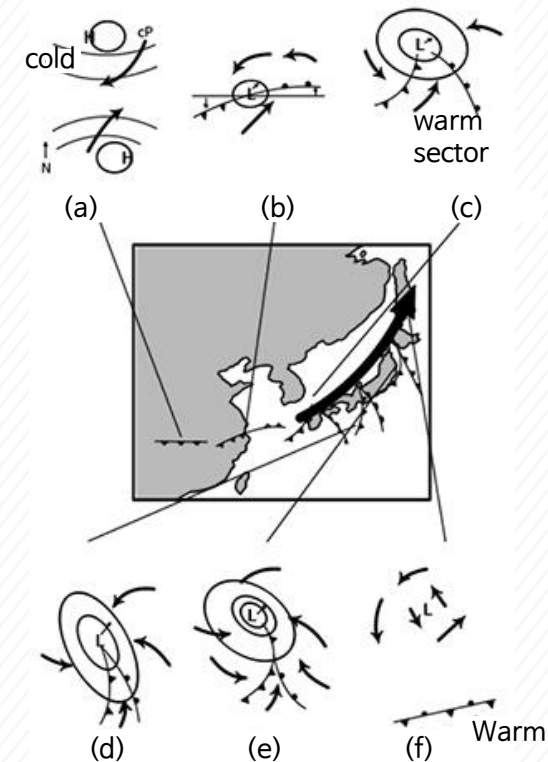 H cP
cold
H
N
L
L
warm
sector
(a) (b) (c)
L
L
L
Warm
(d) (e) (f)